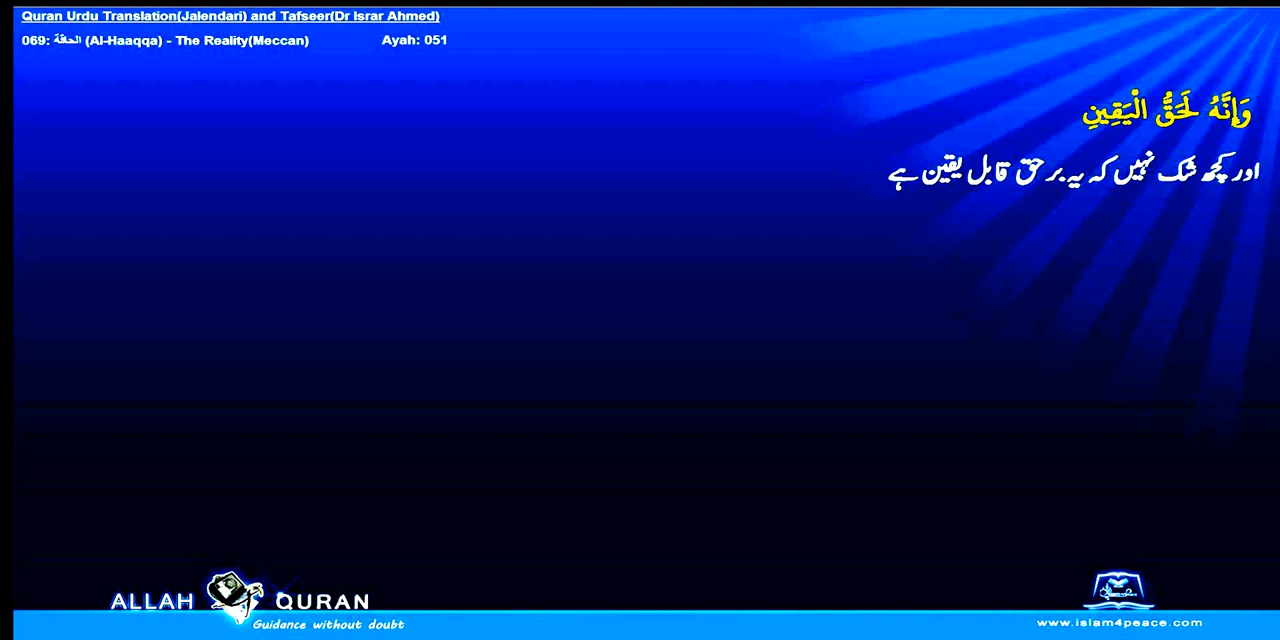 Quran Urdu Translation(Jalendari) and Tafseer(Dr Israr Ahmed)
069: الحاقة (Al-Haaqqa) - The Reality(Meccan) Ayah: 051
وَإِنَّهُ لَحَقُّ الْيَقِينِ
اور کچھ شک نہیں کہ یہ برحق قابل یقین ہے
ALLAH QURAN
Guidance without doubt
www.islam4peace.com